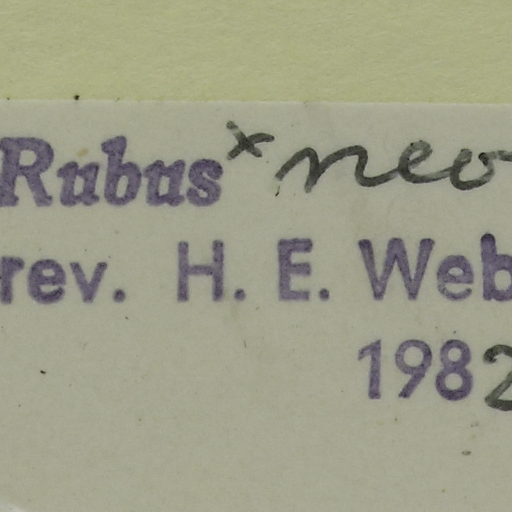 Rubus × neo
rev. H. E. Web
1982